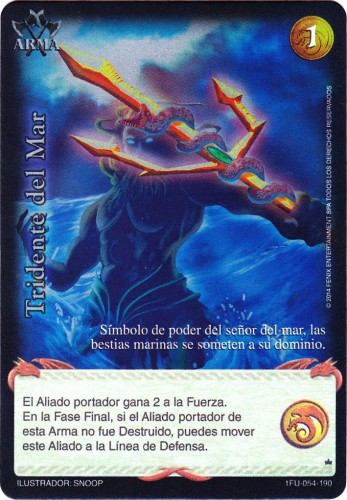 ARMA
1
Tridente del Mar
© 2014 FENIX ENTERTAINMENT SPA TODOS LOS DERECHOS RESERVADOS
Símbolo de poder del señor del mar, las
bestias marinas se someten a su dominio.
El Aliado portador gana 2 a la Fuerza.
En la Fase Final, si el Aliado portador de
esta Arma no fue Destruido, puedes mover
este Aliado a la Línea de Defensa.
ILUSTRADOR: SNOOP
1FU-054-190